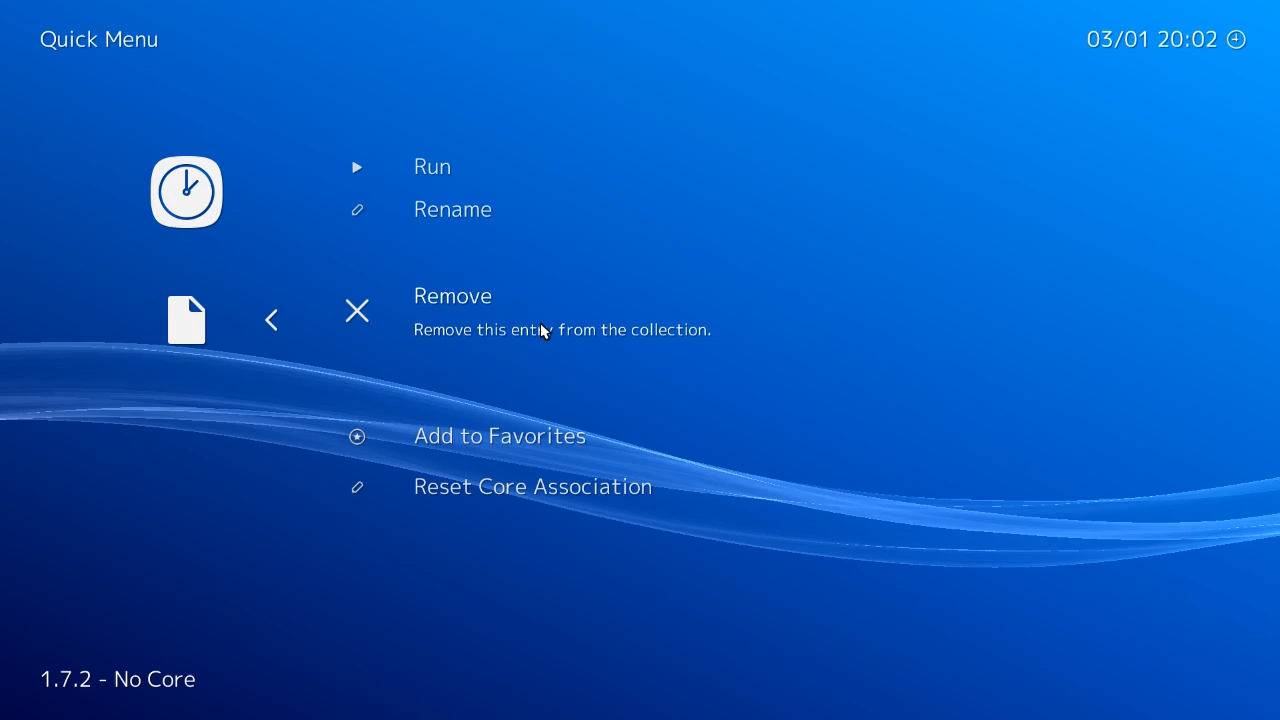 Quick Menu
03/01 20:02
Run
Rename
Remove
Remove this entry from the collection.
Add to Favorites
Reset Core Association
1.7.2 - No Core